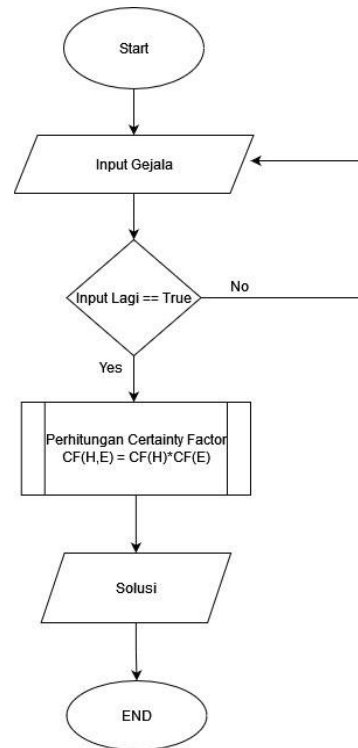 Start
Input Gejala
Input Lagi == True
No
Yes
Perhitungan Certainty Factor
CF(H,E) = CF(H)*CF(E)
Solusi
END